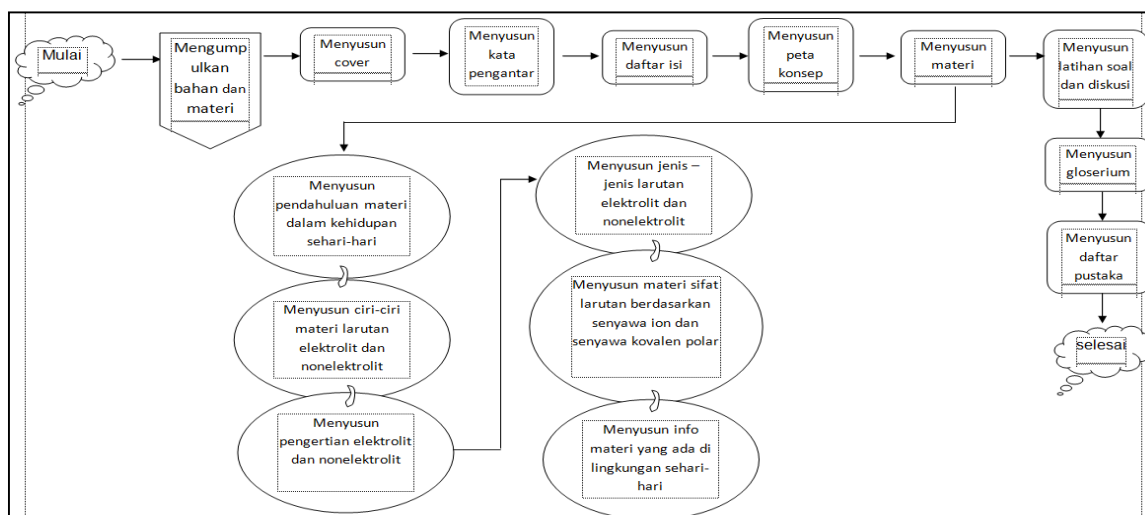 Mulai
Mengump
ulkan
bahan dan
materi
Menyusun
cover
Menyusun
kata
pengantar
Menyusun
daftar isi
Menyusun
peta
konsep
Menyusun
materi
Menyusun
latihan soal
dan diskusi
Menyusun
gloserium
Menyusun
daftar
pustaka
selesai
Menyusun
pendahuluan materi
dalam kehidupan
sehari-hari
Menyusun ciri-ciri
materi larutan
elektrolit dan
nonelektrolit
Menyusun
pengertian elektrolit
dan nonelektrolit
Menyusun jenis –
jenis larutan
elektrolit dan
nonelektrolit
Menyusun materi sifat
larutan berdasarkan
senyawa ion dan
senyawa kovalen polar
Menyusun info
materi yang ada di
lingkungan sehari-
hari